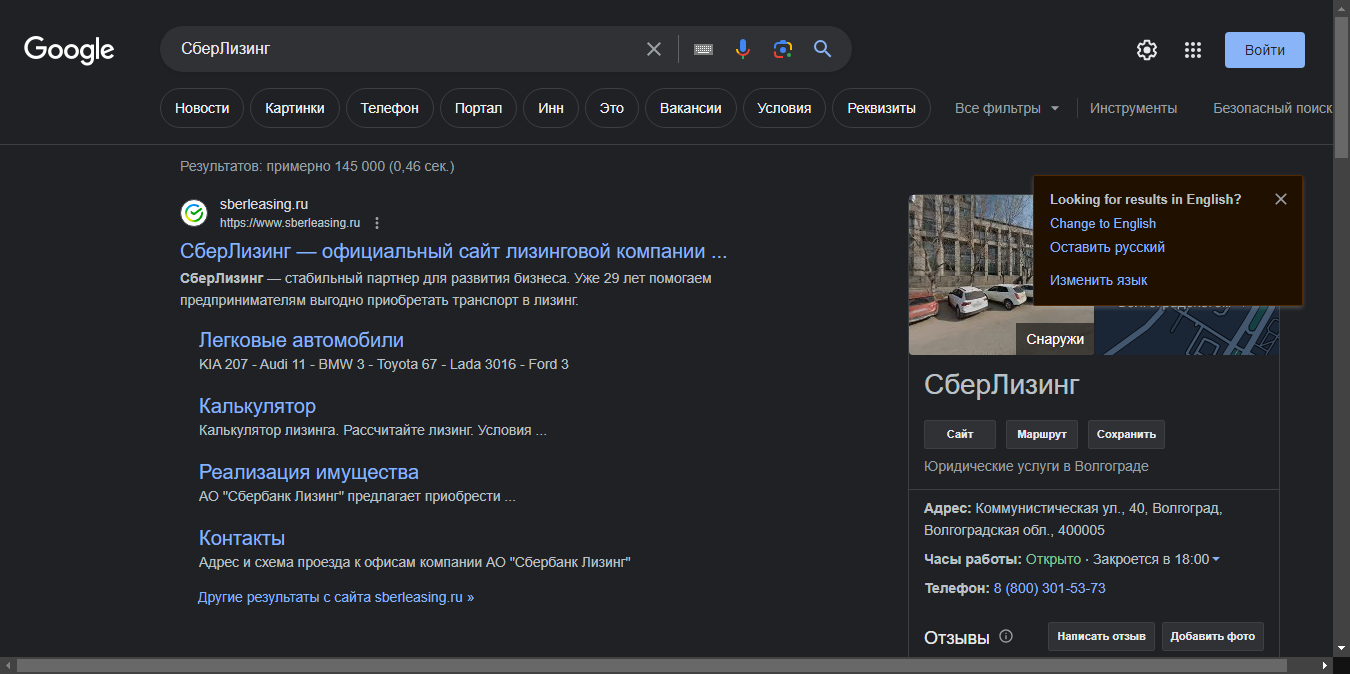 Google
СберЛизинг
Войти
Новости
Картинки
Телефон
Портал
Инн
Это
Вакансии
Условия
Реквизиты
Все фильтры
Инструменты
Безопасный поиск
Результатов: примерно 145 000 (0,46 сек.)
sberleasing.ru
https://www.sberleasing.ru
СберЛизинг — официальный сайт лизинговой компании ...
СберЛизинг — стабильный партнер для развития бизнеса. Уже 29 лет помогаем
предпринимателям выгодно приобретать транспорт в лизинг.
Легковые автомобили
KIA 207 - Audi 11 - BMW 3 - Toyota 67 - Lada 3016 - Ford 3
Калькулятор
Калькулятор лизинга. Рассчитайте лизинг. Условия ...
Реализация имущества
АО "Сбербанк Лизинг" предлагает приобрести ...
Контакты
Адрес и схема проезда к офисам компании АО "Сбербанк Лизинг"
Другие результаты с сайта sberleasing.ru »
Looking for results in English?
Change to English
Оставить русский
Изменить язык
Снаружи
СберЛизинг
Сайт
Маршрут
Сохранить
Юридические услуги в Волгограде
Адрес: Коммунистическая ул., 40, Волгоград,
Волгоградская обл., 400005
Часы работы: Открыто · Закроется в 18:00
Телефон: 8 (800) 301-53-73
Отзывы
Написать отзыв
Добавить фото